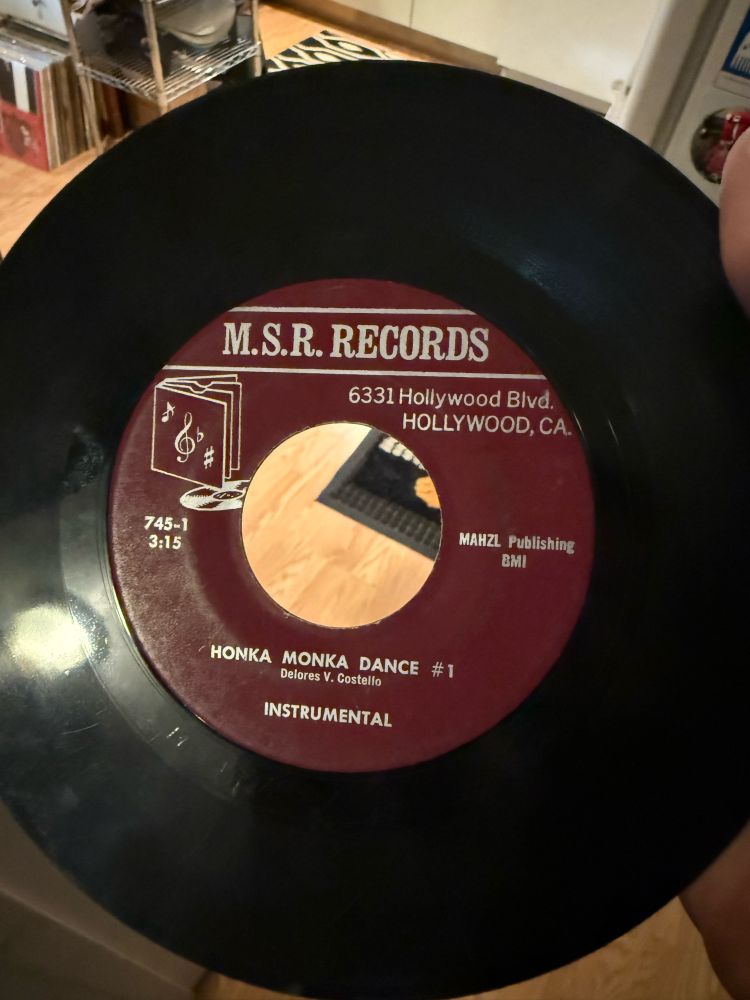 M.S.R. RECORDS
6331 Hollywood Blvd.
HOLLYWOOD, CA.
745-1
3:15
MAHZL Publishing
BMI
HONKA MONKA DANCE #1
Delores V. Costello
INSTRUMENTAL